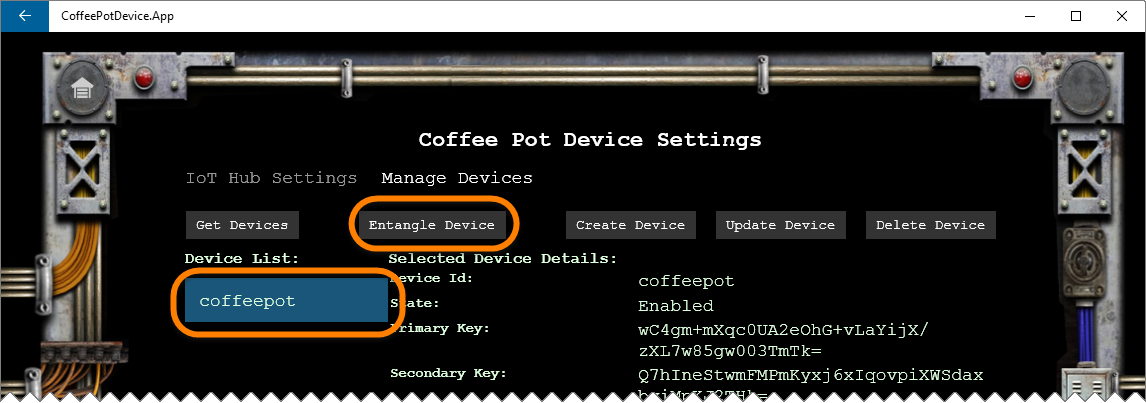 CoffeePotDevice.App
Coffee Pot Device Settings
IoT Hub Settings Manage Devices
Get Devices Entangle Device Create Device Update Device Delete Device
Device List: Selected Device Details:
Device Id: coffeepot
coffeepot
State: Enabled
Primary Key: wC4gm+mXqc0UA2eOhG+vLaYijX/
zXL7w85gw003TmTk=
Secondary Key: Q7hIneStwmFMPmKyxj6xIqovpiXWSdax